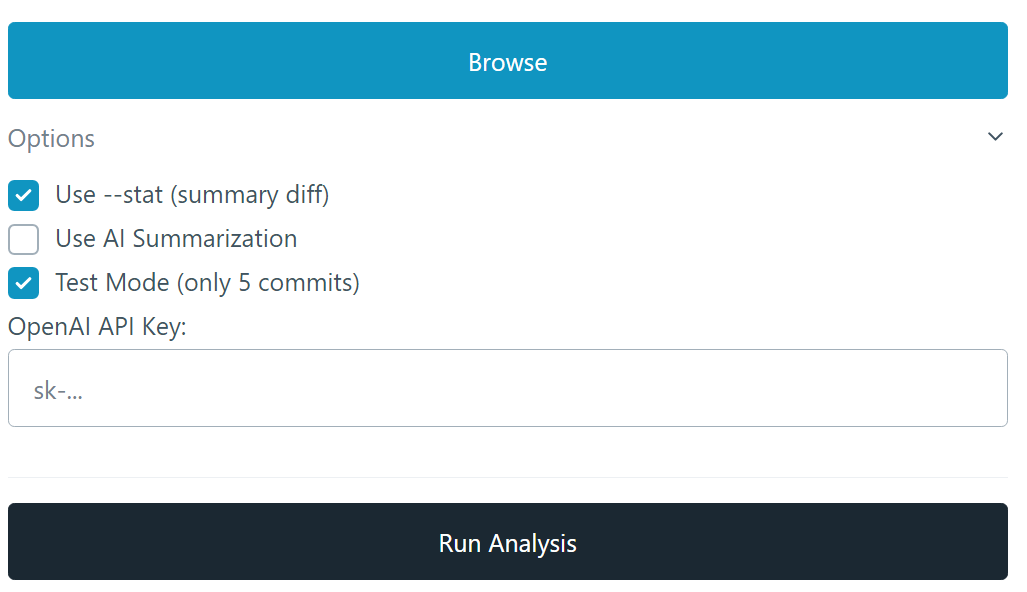 Browse
Options
Use --stat (summary diff)
Use AI Summarization
Test Mode (only 5 commits)
OpenAI API Key:
sk-...
Run Analysis